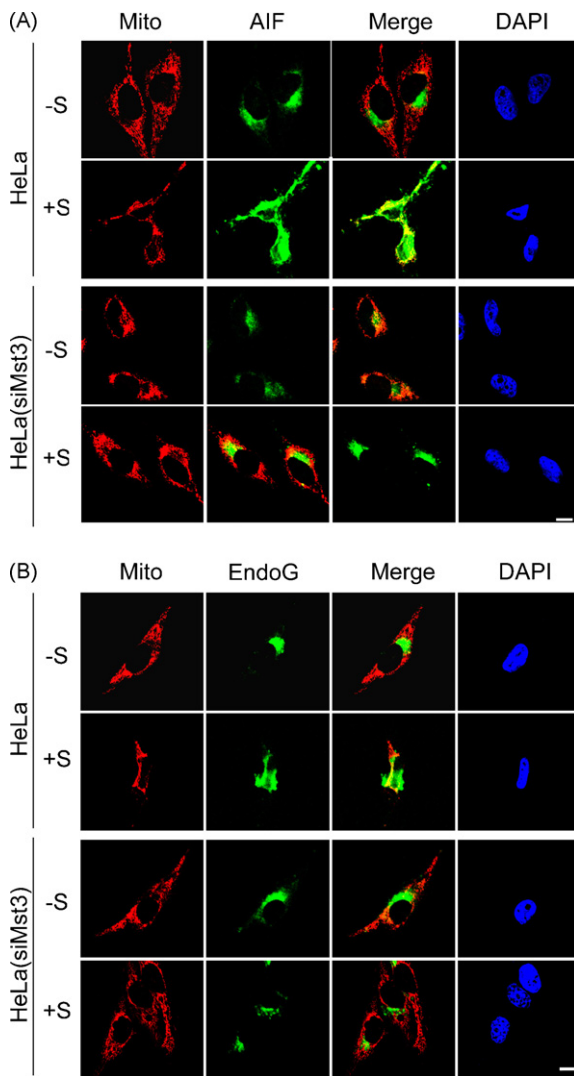 (A)
Mito AIF Merge DAPI
HeLa
-S
+S
HeLa(siMst3)
-S
+S
(B)
Mito EndoG Merge DAPI
HeLa
-S
+S
HeLa(siMst3)
-S
+S